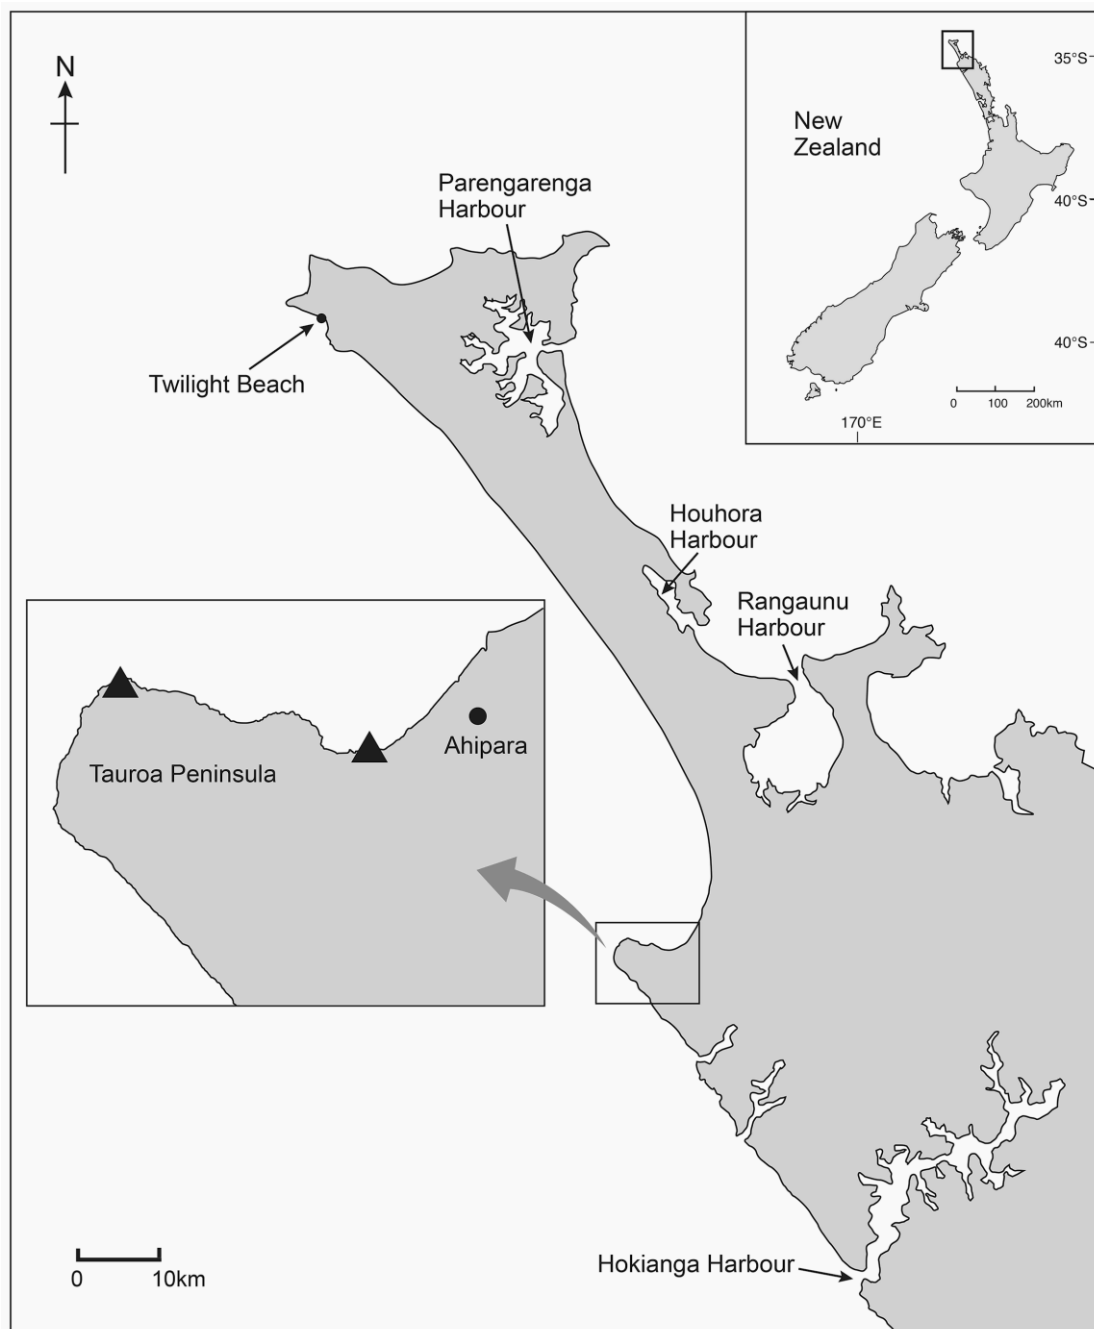 N
New
Zealand
35°S
40°S
40°S
0 100 200km
170°E
Parengarenga
Harbour
Twilight Beach
Houhora
Harbour
Rangaunu
Harbour
Ahipara
Tauroa Peninsula
Hokianga Harbour
0 10km